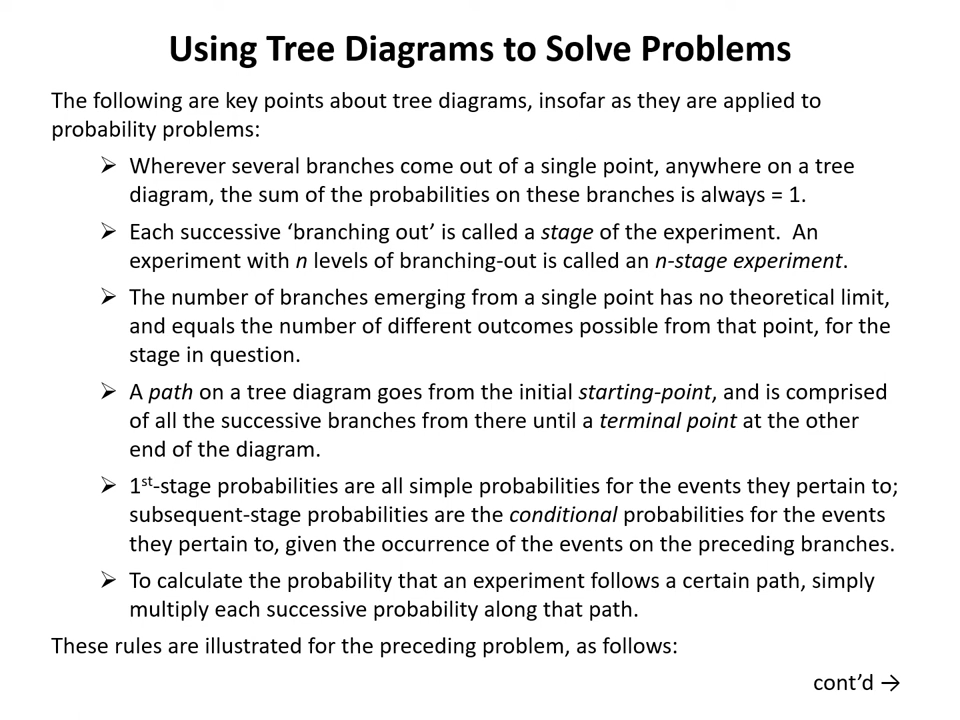 Using Tree Diagrams to Solve Problems
The following are key points about tree diagrams, insofar as they are applied to
probability problems:
➢ Wherever several branches come out of a single point, anywhere on a tree
diagram, the sum of the probabilities on these branches is always = 1.
➢ Each successive ‘branching out’ is called a stage of the experiment.  An
experiment with n levels of branching-out is called an n-stage experiment.
➢ The number of branches emerging from a single point has no theoretical limit,
and equals the number of different outcomes possible from that point, for the
stage in question.
➢ A path on a tree diagram goes from the initial starting-point, and is comprised
of all the successive branches from there until a terminal point at the other
end of the diagram.
➢ 1st-stage probabilities are all simple probabilities for the events they pertain to;
subsequent-stage probabilities are the conditional probabilities for the events
they pertain to, given the occurrence of the events on the preceding branches.
➢ To calculate the probability that an experiment follows a certain path, simply
multiply each successive probability along that path.
These rules are illustrated for the preceding problem, as follows:
cont’d →